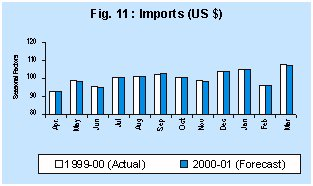 Fig. 11 : Imports (US $)
Seasonal Factors
120
110
100
90
80
Apr. May Jun Jul Aug Sep Oct Nov Dec Jan Feb Mar
1999-00 (Actual) 2000-01 (Forecast)